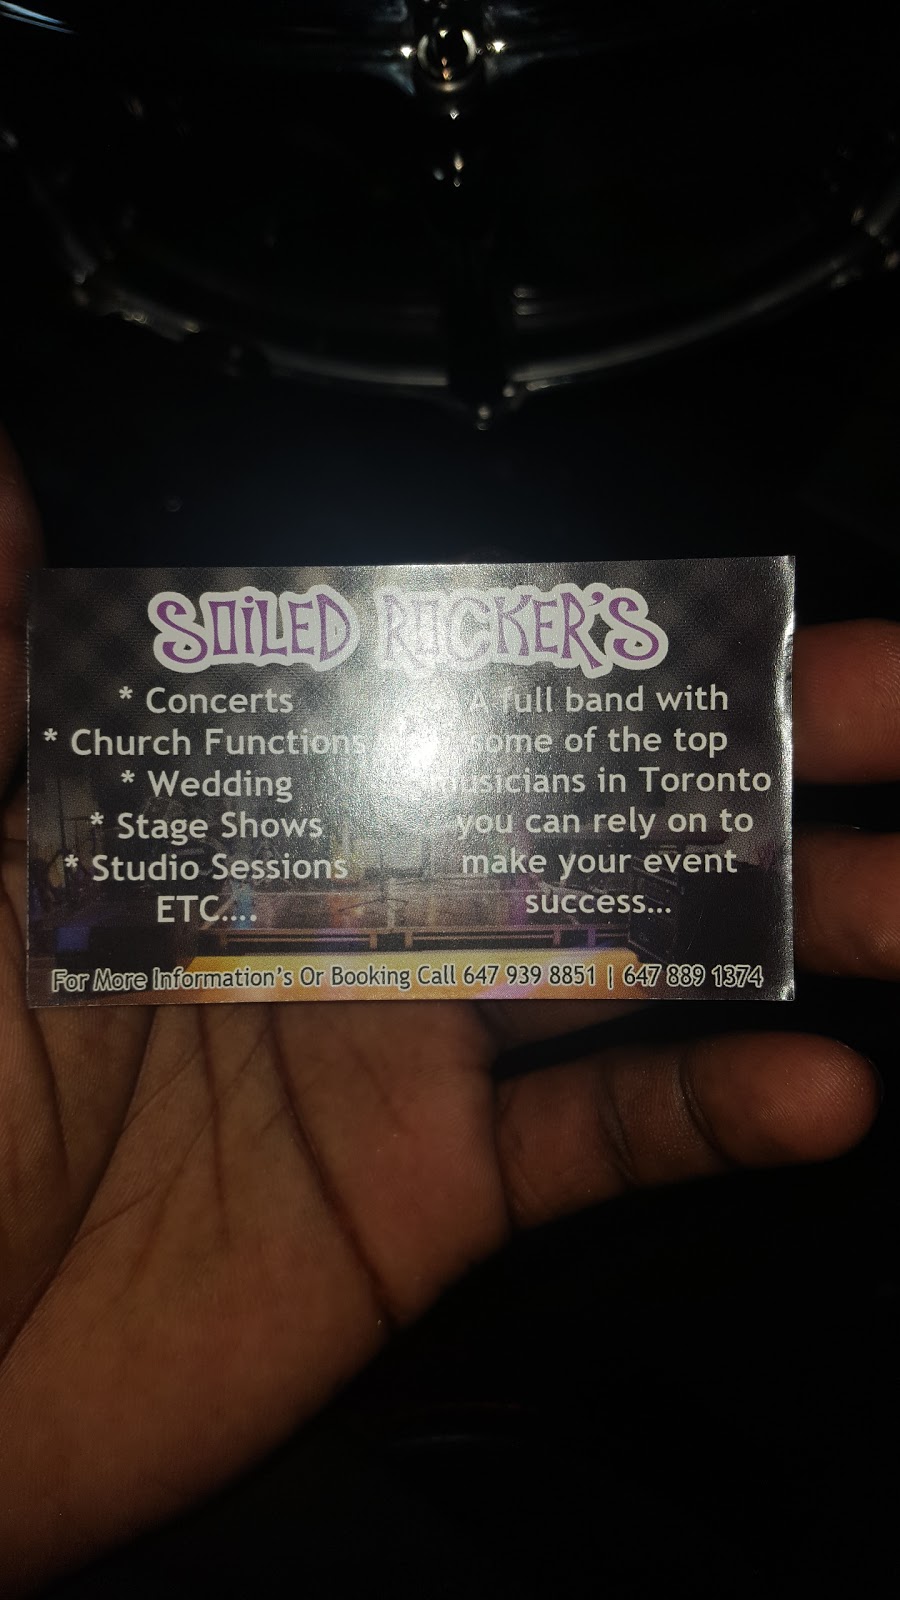 SOILED ROCKER'S
* Concerts
* Church Functions
* Wedding
* Stage Shows
* Studio Sessions
ETC....
A full band with
some of the top
musicians in Toronto
you can rely on to
make your event
success...
For More Information's Or Booking Call 647 939 8851 | 647 889 1374